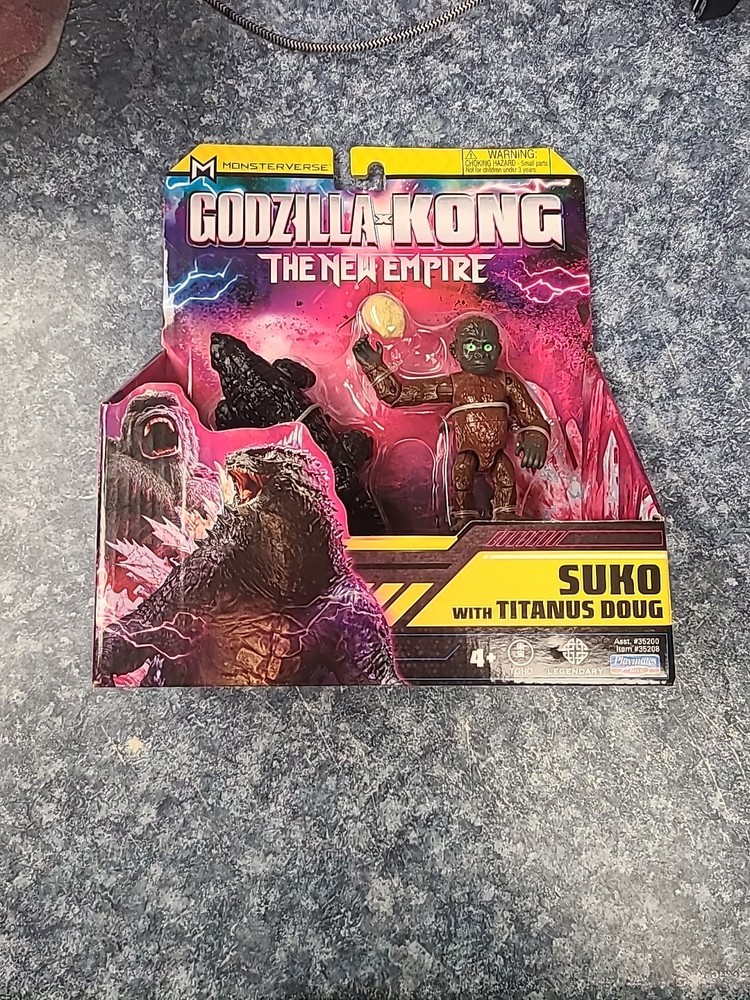 M MONSTERVERSE
WARNING:
CHOKING HAZARD - Small parts
Not for children under 3 years
GODZILLA x KONG
THE NEW EMPIRE
SUKO
WITH TITANUS DOUG
4+
TOHO
LEGENDARY
Asst. #35200
Item #35208
Playmates